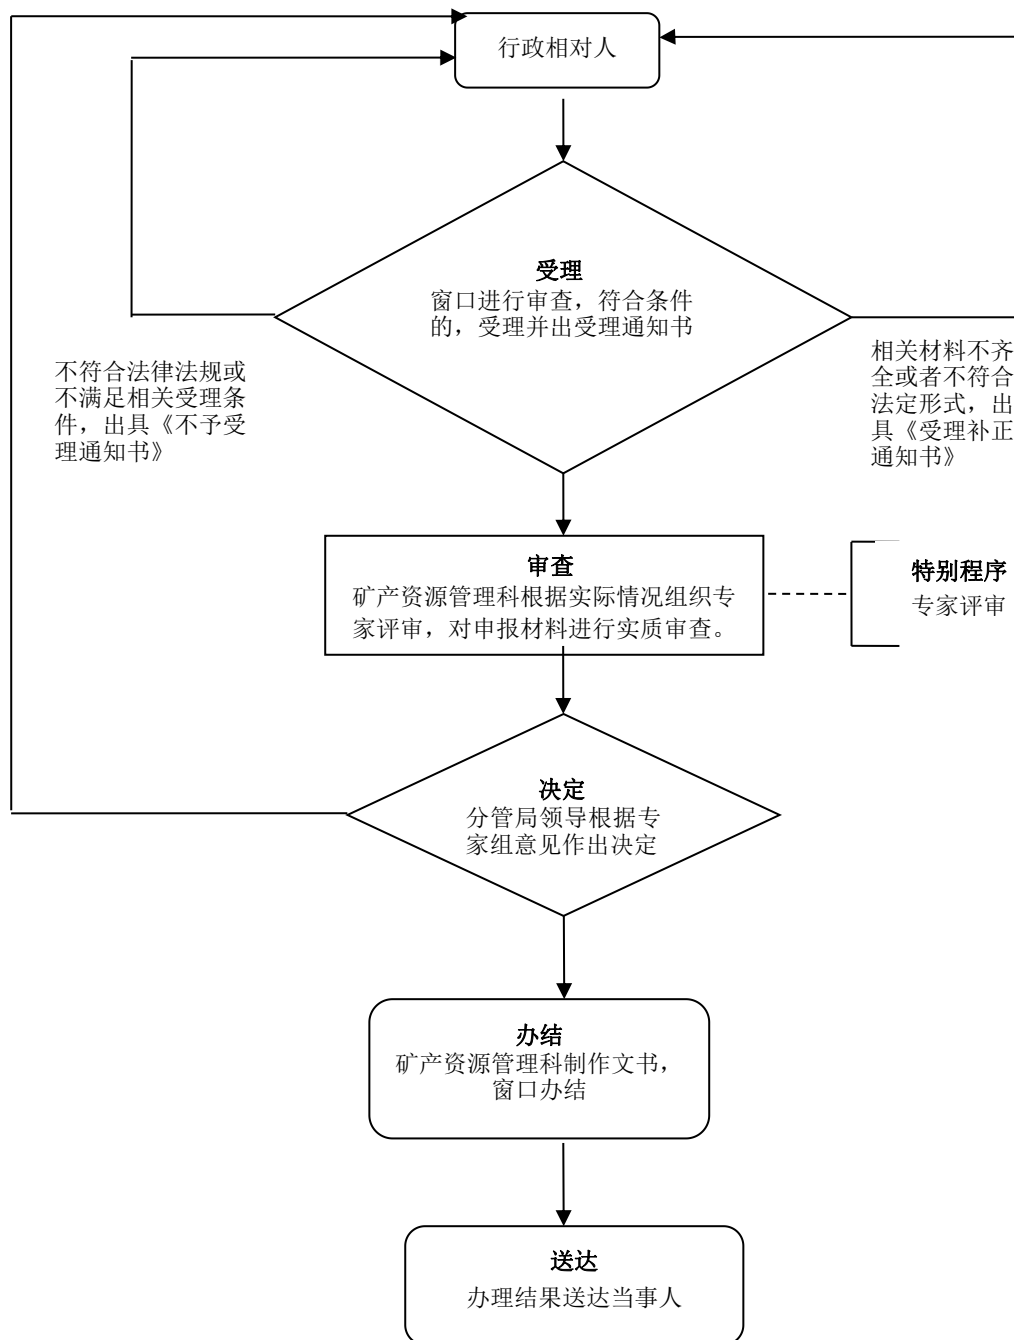 行政相对人
受理
窗口进行审查，符合条件
的，受理并出受理通知书
不符合法律法规或
不满足相关受理条
件，出具《不予受
理通知书》
相关材料不齐
全或者不符合
法定形式，出
具《受理补正
通知书》
审查
矿产资源管理科根据实际情况组织专
家评审，对申报材料进行实质审查。
特别程序
专家评审
决定
分管局领导根据专
家组意见作出决定
办结
矿产资源管理科制作文书，
窗口办结
送达
办理结果送达当事人